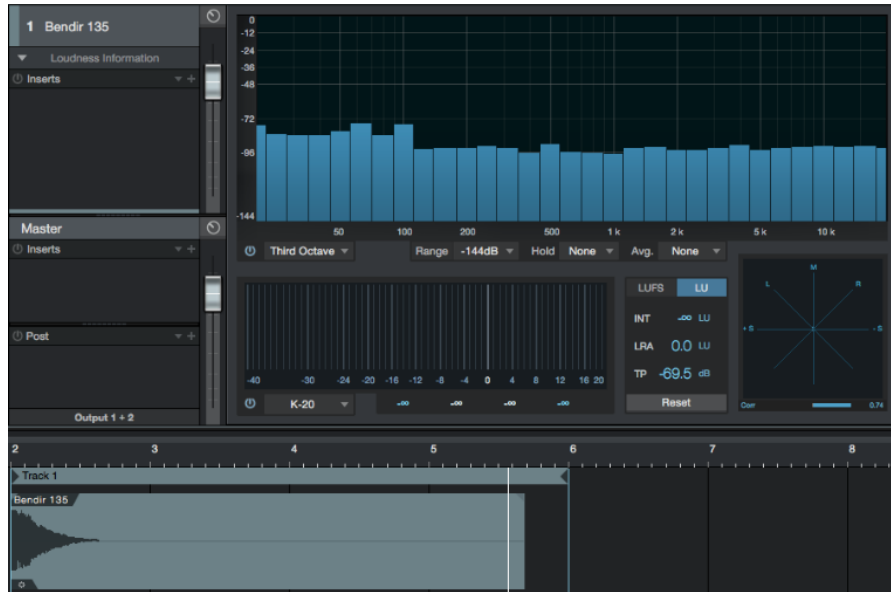 1 Bendir 135
Loudness Information
Inserts
Master
Inserts
Post
Output 1 + 2
0
-12
-24
-36
-48
-72
-96
-144
50 100 200 500 1 k 2 k 5 k 10 k
Third Octave Range -144dB Hold None Avg. None
-40 -30 -24 -20 -16 -12 -8 -4 0 4 8 12 16 20
K-20 -∞ -∞ -∞ -∞
LUFS LU
INT -∞ LU
LRA 0.0 LU
TP -69.5 dB
Reset
M
L R
+S -S
Corr 0.74
2 3 4 5 6 7 8
Track 1
Bendir 135